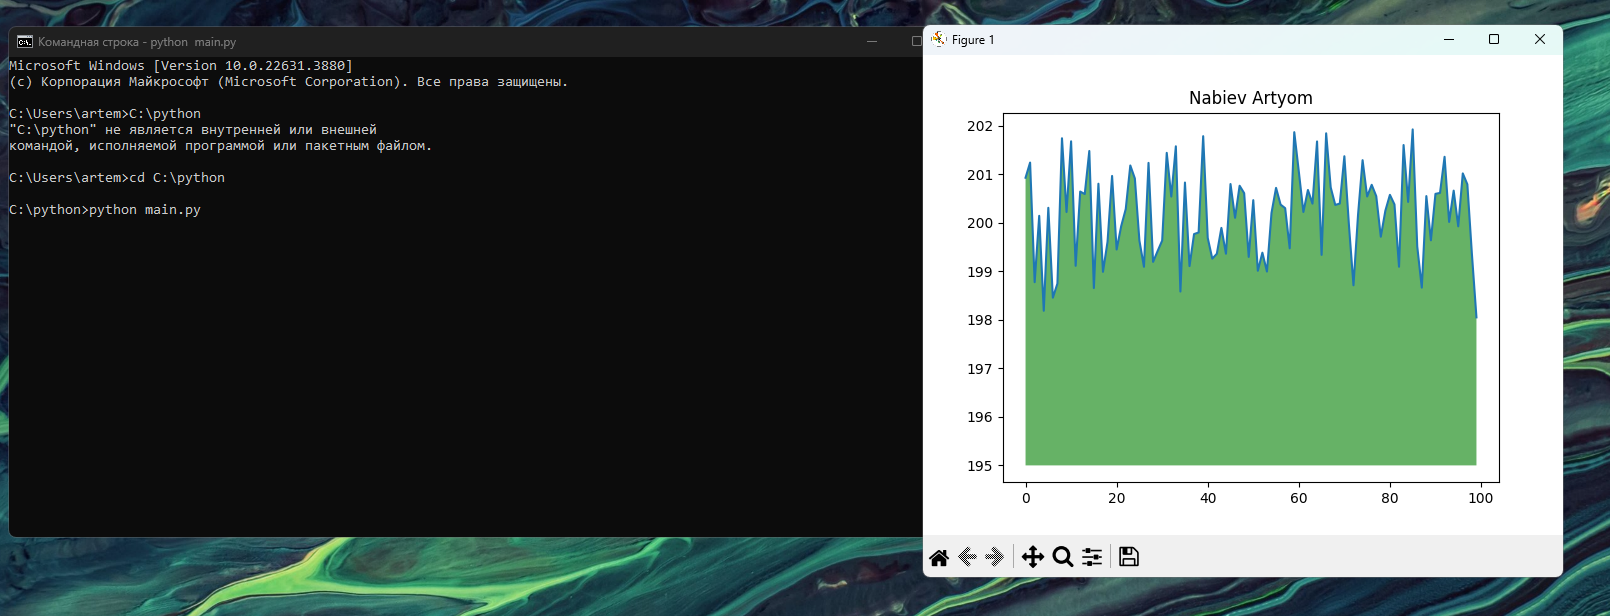 Командная строка - python  main.py
Microsoft Windows [Version 10.0.22631.3880]
(c) Корпорация Майкрософт (Microsoft Corporation). Все права защищены.
C:\Users\artem>C:\python
"C:\python" не является внутренней или внешней
командой, исполняемой программой или пакетным файлом.
C:\Users\artem>cd C:\python
C:\python>python main.py
Figure 1
Nabiev Artyom
202
201
200
199
198
197
196
195
0 20 40 60 80 100